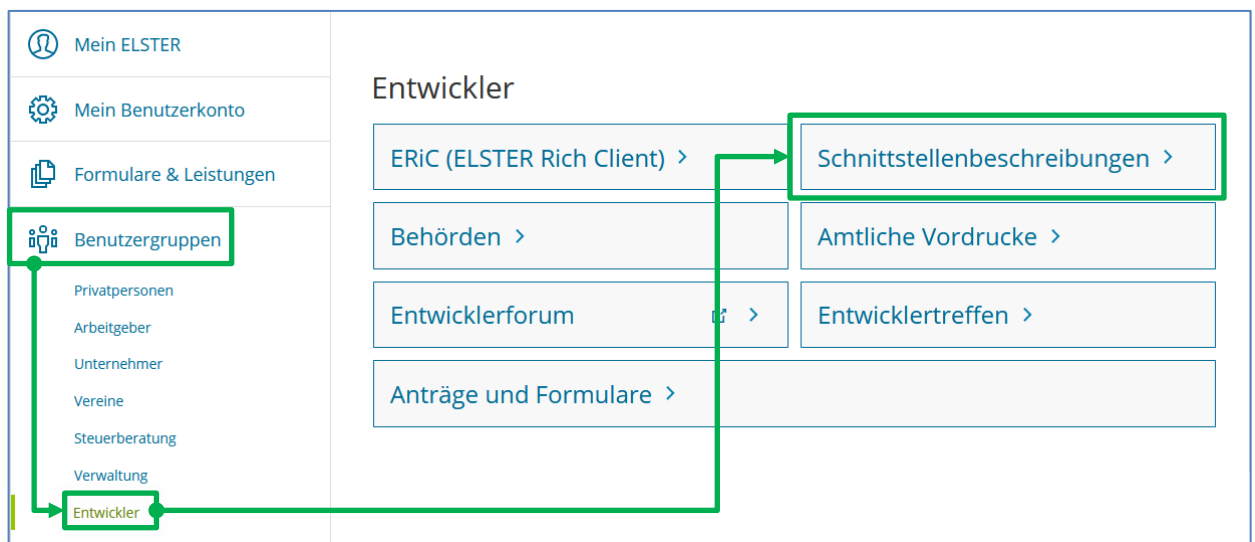 Mein ELSTER
Mein Benutzerkonto
Formulare & Leistungen
Benutzergruppen
Privatpersonen
Arbeitgeber
Unternehmer
Vereine
Steuerberatung
Verwaltung
Entwickler
Entwickler
ERiC (ELSTER Rich Client)
Schnittstellenbeschreibungen
Behörden
Amtliche Vordrucke
Entwicklerforum
Entwicklertreffen
Anträge und Formulare